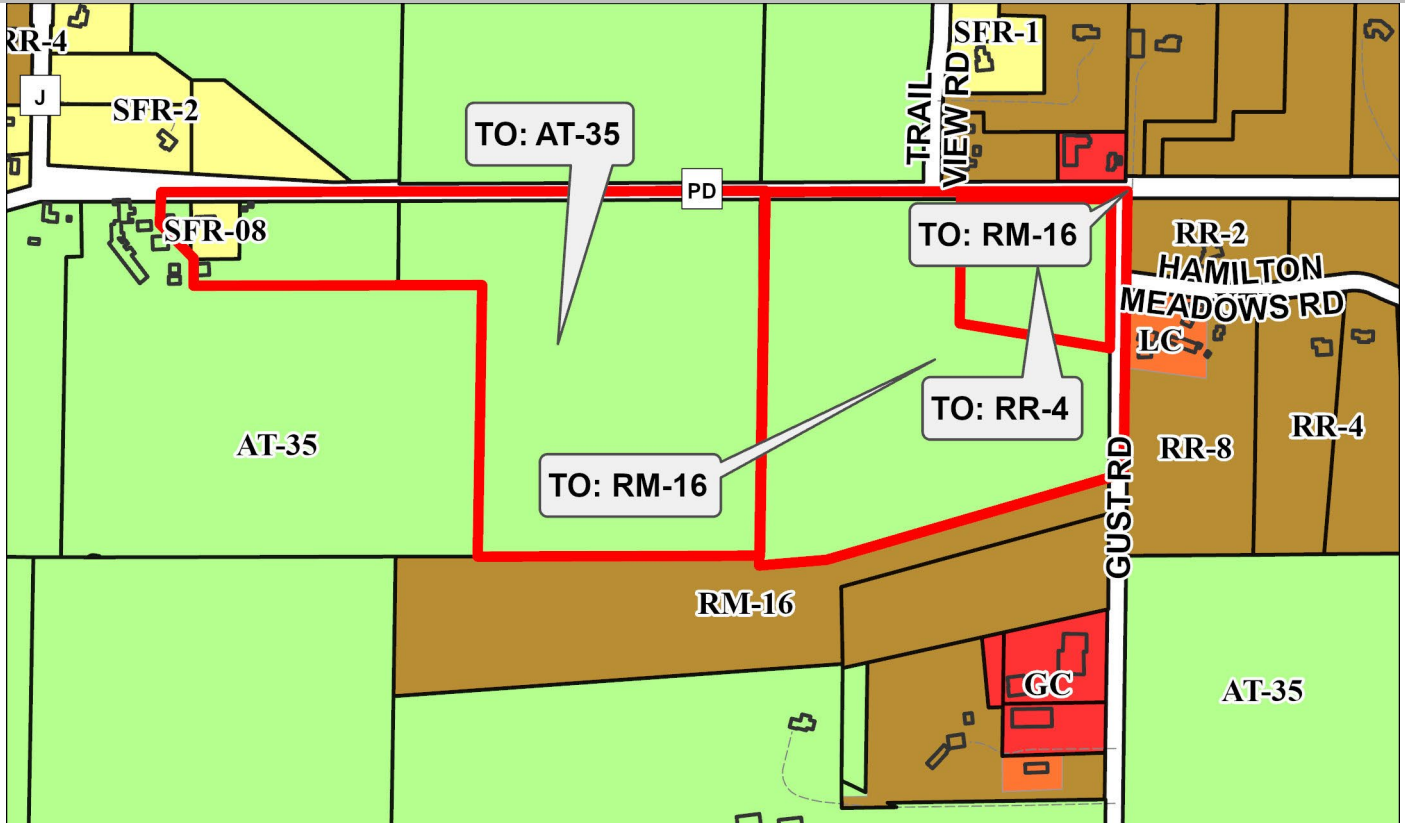 RR-4
SFR-1
J
SFR-2
TRAIL
VIEW RD
TO: AT-35
PD
SFR-08
TO: RM-16
RR-2
HAMILTON
MEADOWS RD
LC
TO: RR-4
AT-35
RR-8
RR-4
TO: RM-16
GUST RD
RM-16
GC
AT-35